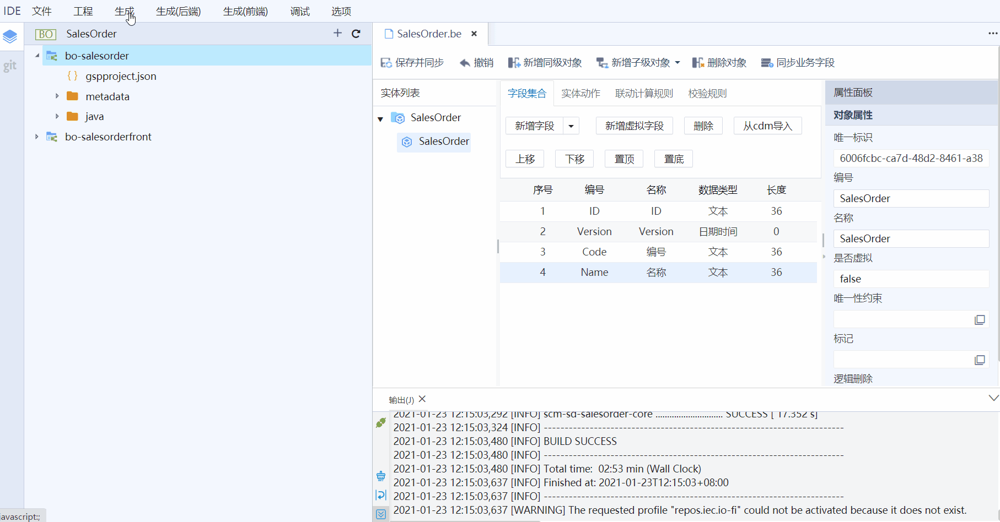 IDE 文件 工程 生成 生成(后端) 生成(前端) 调试 选项
BO SalesOrder
git
bo-salesorder
{ } gspproject.json
metadata
java
bo-salesorderfront
SalesOrder.be
保存并同步 撤销 新增同级对象 新增子级对象 删除对象 同步业务字段
实体列表
SalesOrder
SalesOrder
字段集合 实体动作 联动计算规则 校验规则
新增字段 新增虚拟字段 删除 从cdm导入
上移 下移 置顶 置底
序号 编号 名称 数据类型 长度
1 ID ID 文本 36
2 Version Version 日期时间 0
3 Code 编号 文本 36
4 Name 名称 文本 36
属性面板
对象属性
唯一标识
6006fcbc-ca7d-48d2-8461-a38
编号
SalesOrder
名称
SalesOrder
是否虚拟
false
唯一性约束
标记
逻辑删除
输出(J)
2021-01-23 12:15:03,292 [INFO] scm-sd-salesorder-core ............................. SUCCESS [ 17.352 s]
2021-01-23 12:15:03,324 [INFO] ------------------------------------------------------------------------
2021-01-23 12:15:03,480 [INFO] BUILD SUCCESS
2021-01-23 12:15:03,480 [INFO] ------------------------------------------------------------------------
2021-01-23 12:15:03,480 [INFO] Total time:  02:53 min (Wall Clock)
2021-01-23 12:15:03,637 [INFO] Finished at: 2021-01-23T12:15:03+08:00
2021-01-23 12:15:03,637 [INFO] ------------------------------------------------------------------------
2021-01-23 12:15:03,637 [WARNING] The requested profile "repos.iec.io-fi" could not be activated because it does not exist.
avascript:;